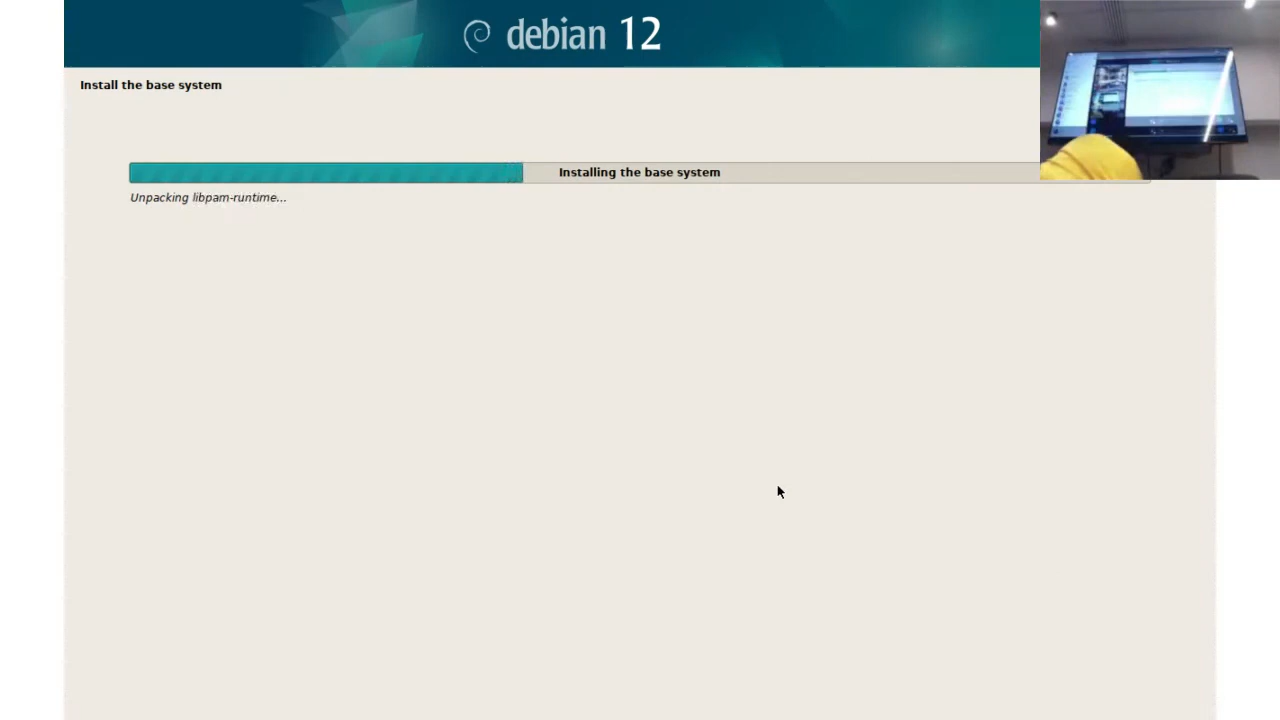 debian 12
Install the base system
Installing the base system
Unpacking libpam-runtime...